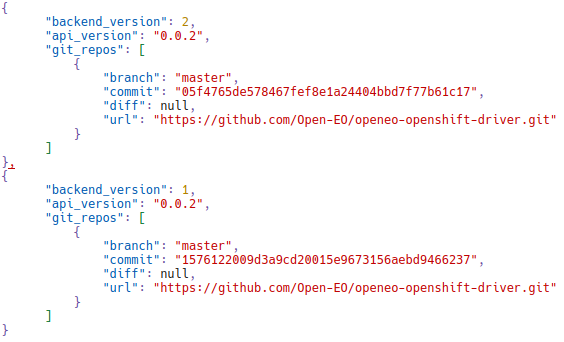 {
"backend_version": 2,
"api_version": "0.0.2",
"git_repos": [
{
"branch": "master",
"commit": "05f4765de578467fef8e1a24404bbd7f77b61c17",
"diff": null,
"url": "https://github.com/Open-EO/openeo-openshift-driver.git"
}
]
},
{
"backend_version": 1,
"api_version": "0.0.2",
"git_repos": [
{
"branch": "master",
"commit": "1576122009d3a9cd20015e9673156aebd9466237",
"diff": null,
"url": "https://github.com/Open-EO/openeo-openshift-driver.git"
}
]
}